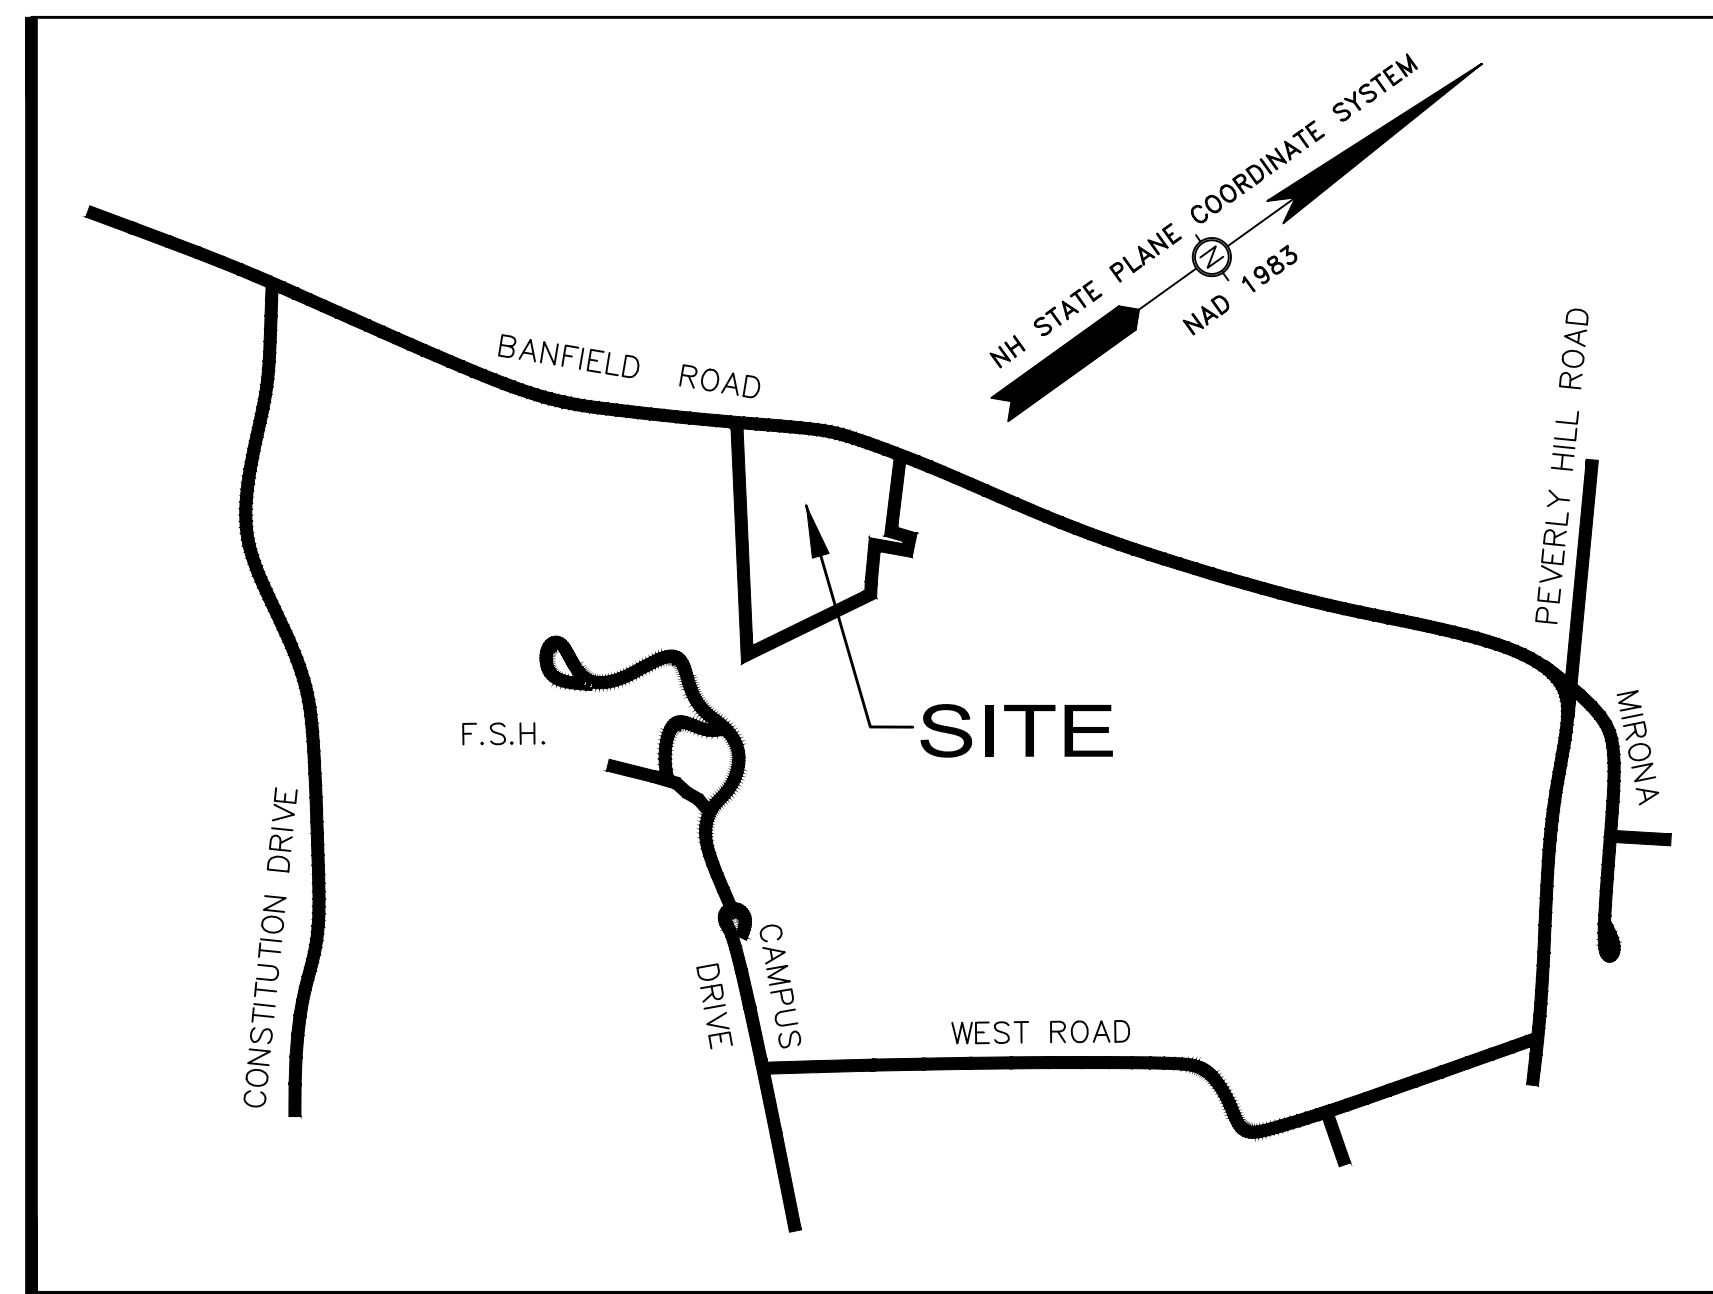 NH STATE PLANE COORDINATE SYSTEM
N
NAD 1983
BANFIELD ROAD
PEVERLY HILL ROAD
MIRONA
SITE
F.S.H.
CONSTITUTION DRIVE
CAMPUS
DRIVE
WEST ROAD